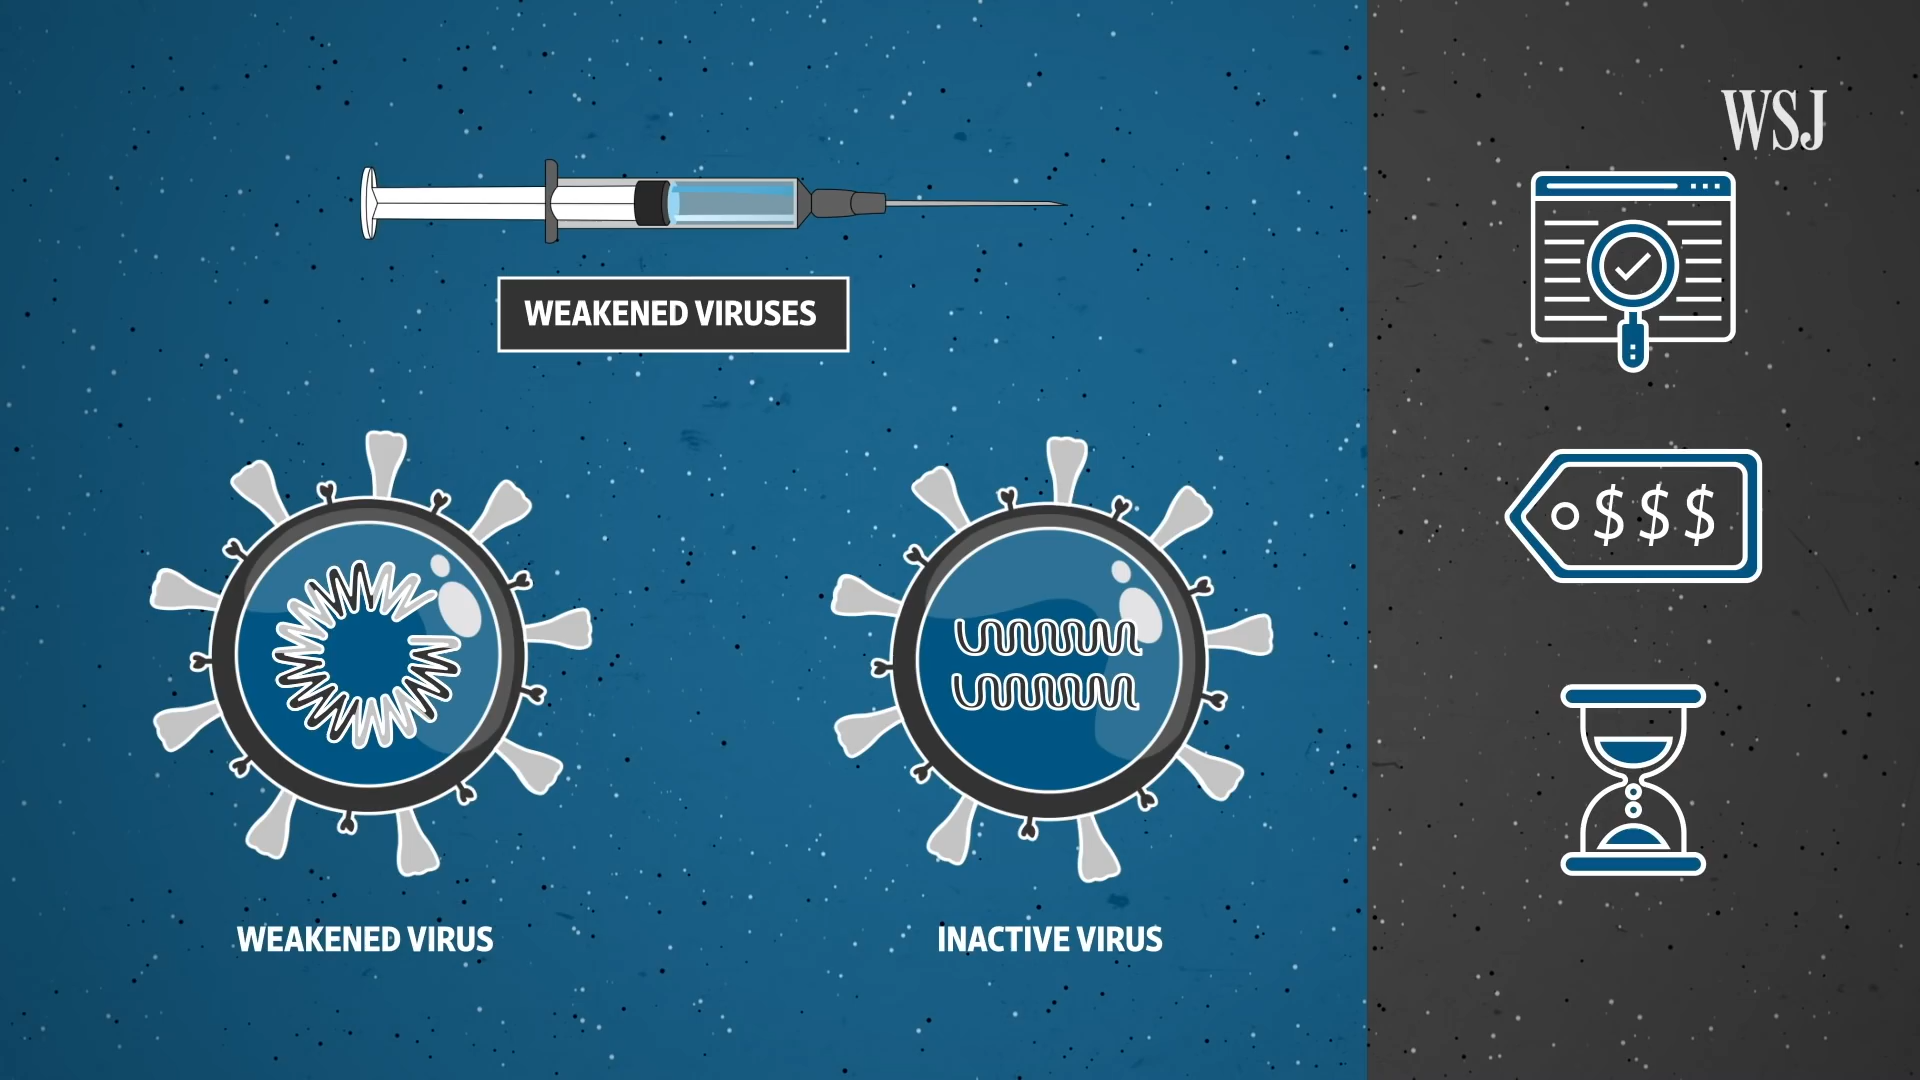 WSJ
WEAKENED VIRUSES
$$$
WEAKENED VIRUS
INACTIVE VIRUS